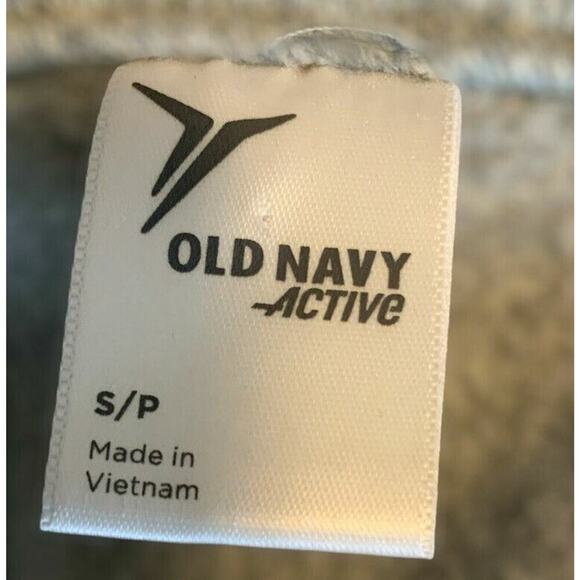 OLD NAVY
ACTIVE
S/P
Made in
Vietnam